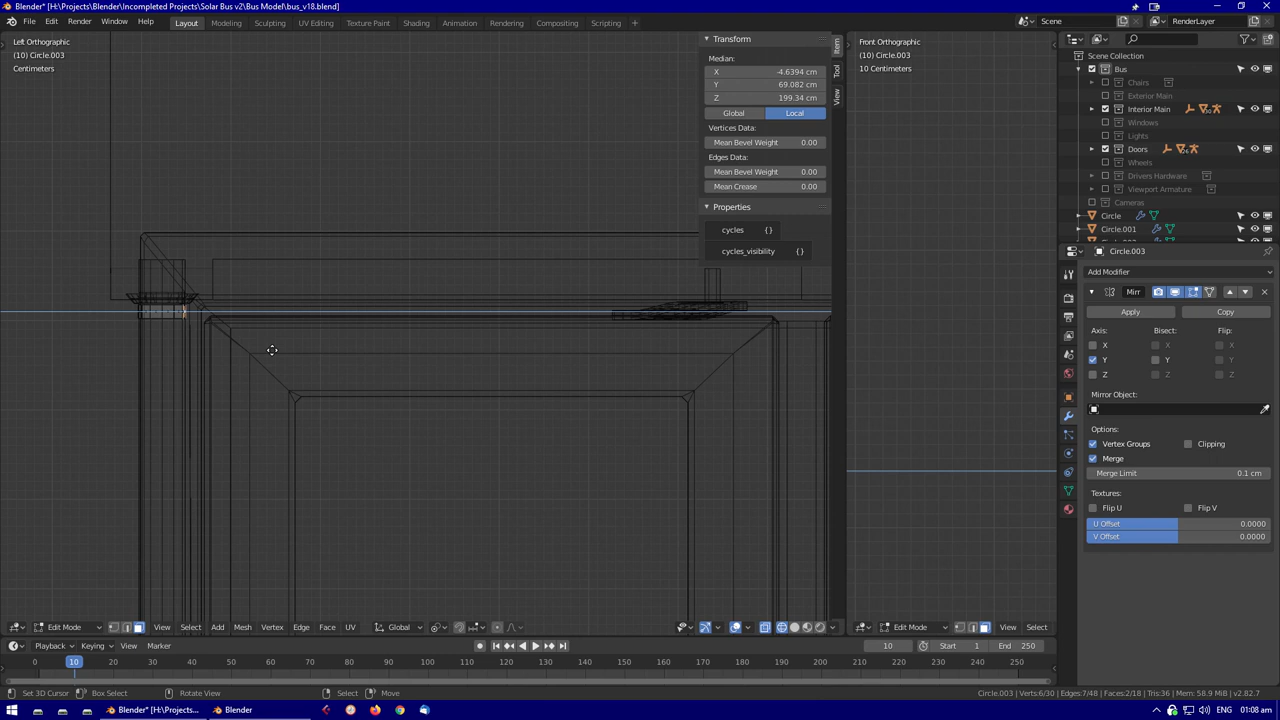 Blender* [H:\Projects\Blender\Incompleted Projects\Solar Bus v2\Bus Model\bus_v18.blend]
File Edit Render Window Help Layout Modeling Sculpting UV Editing Texture Paint Shading Animation Rendering Compositing Scripting + Scene RenderLayer
Left Orthographic
(10) Circle.003
Centimeters
Transform
Median:
X -4.6394 cm
Y 69.082 cm
Z 199.34 cm
Global Local
Vertices Data:
Mean Bevel Weight 0.00
Edges Data:
Mean Bevel Weight 0.00
Mean Crease 0.00
Properties
cycles {}
cycles_visibility {}
Item
Tool
View
Front Orthographic
(10) Circle.003
10 Centimeters
Scene Collection
Bus
Chairs
Exterior Main
Interior Main
Windows
Lights
Doors
Wheels
Drivers Hardware
Viewport Armature
Cameras
Circle
Circle.001
Circle.003
Add Modifier
Mirr
Apply Copy
Axis: Bisect: Flip:
X X X
Y Y Y
Z Z Z
Mirror Object:
Options:
Vertex Groups Clipping
Merge
Merge Limit 0.1 cm
Textures:
Flip U Flip V
U Offset 0.0000
V Offset 0.0000
Edit Mode View Select Add Mesh Vertex Edge Face UV Global Edit Mode View Select
Playback Keying View Marker 10 Start 1 End 250
0 10 20 30 40 50 60 70 80 90 100 110 120 130 140 150 160 170 180 190 200 210 220 230 240 250
Set 3D Cursor Box Select Rotate View Select Move Circle.003 | Verts:6/30 | Edges:7/48 | Faces:2/18 | Tris:36 | Mem: 58.9 MiB | v2.82.7
Blender* [H:\Projects... Blender ENG 01:08 am